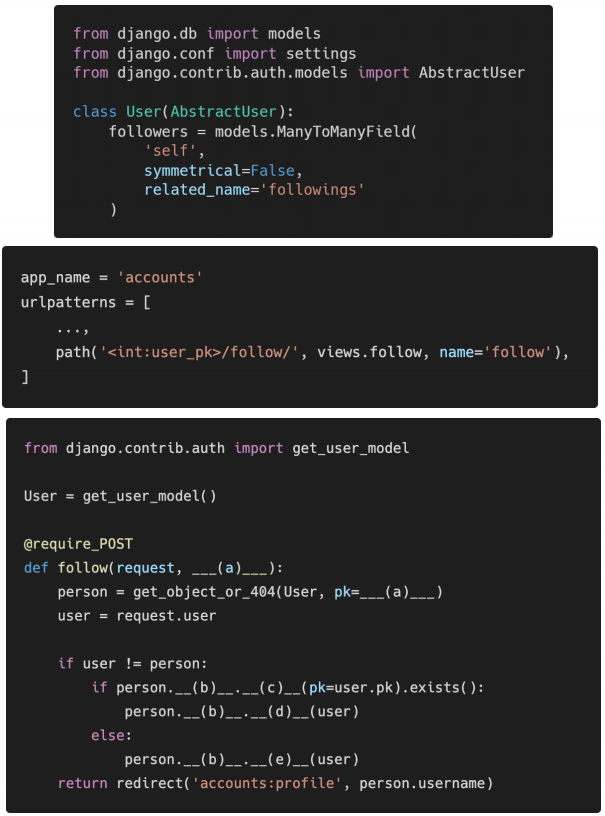 from django.db import models
from django.conf import settings
from django.contrib.auth.models import AbstractUser
class User(AbstractUser):
    followers = models.ManyToManyField(
        'self',
        symmetrical=False,
        related_name='followings'
    )
app_name = 'accounts'
urlpatterns = [
    ...,
    path('<int:user_pk>/follow/', views.follow, name='follow'),
]
from django.contrib.auth import get_user_model
User = get_user_model()
@require_POST
def follow(request, ___(a)___):
    person = get_object_or_404(User, pk=___(a)___)
    user = request.user
    if user != person:
        if person.__(b)__.__(c)__(pk=user.pk).exists():
            person.__(b)__.__(d)__(user)
        else:
            person.__(b)__.__(e)__(user)
    return redirect('accounts:profile', person.username)